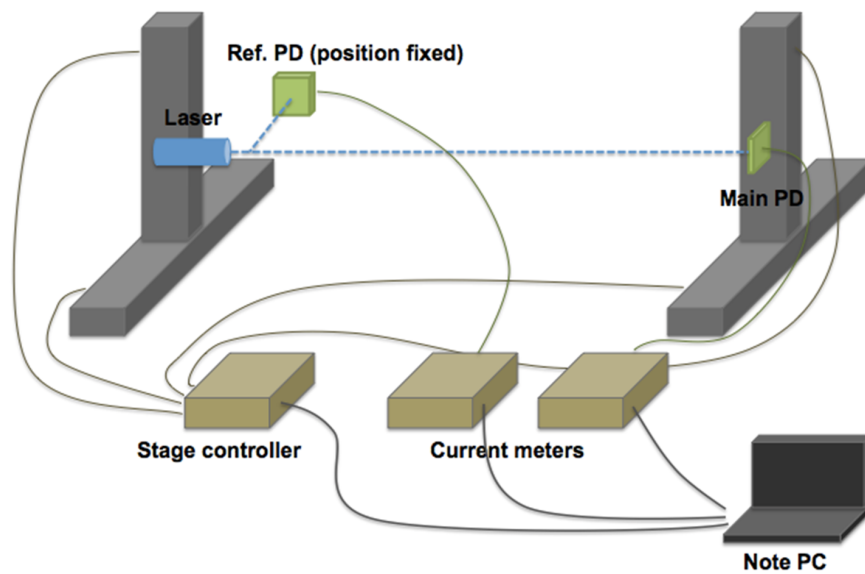 Ref. PD (position fixed)
Laser
Main PD
Stage controller
Current meters
Note PC